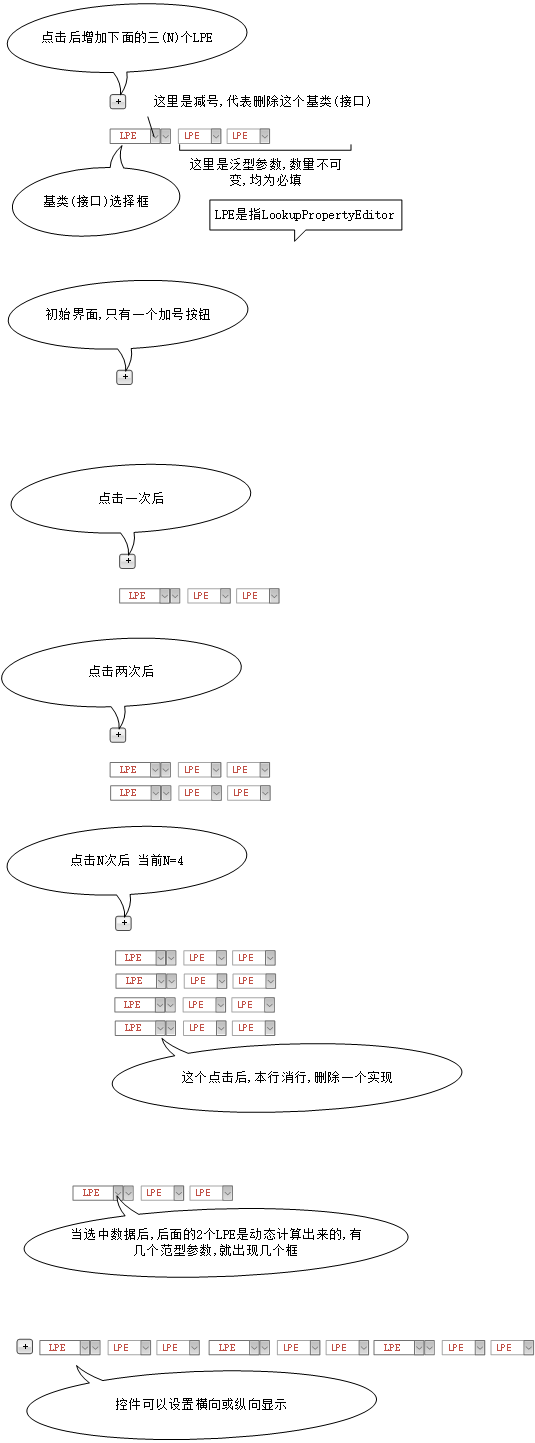 点击后增加下面的三(N)个LPE
+
这里是减号,代表删除这个基类(接口)
LPE LPE LPE
这里是泛型参数,数量不可
变,均为必填
基类(接口)选择框
LPE是指LookupPropertyEditor
初始界面,只有一个加号按钮
+
点击一次后
+
LPE LPE LPE
点击两次后
+
LPE LPE LPE
LPE LPE LPE
点击N次后 当前N=4
+
LPE LPE LPE
LPE LPE LPE
LPE LPE LPE
LPE LPE LPE
这个点击后,本行消行,删除一个实现
LPE LPE LPE
当选中数据后,后面的2个LPE是动态计算出来的,有
几个范型参数,就出现几个框
+ LPE LPE LPE LPE LPE LPE LPE LPE LPE
控件可以设置横向或纵向显示